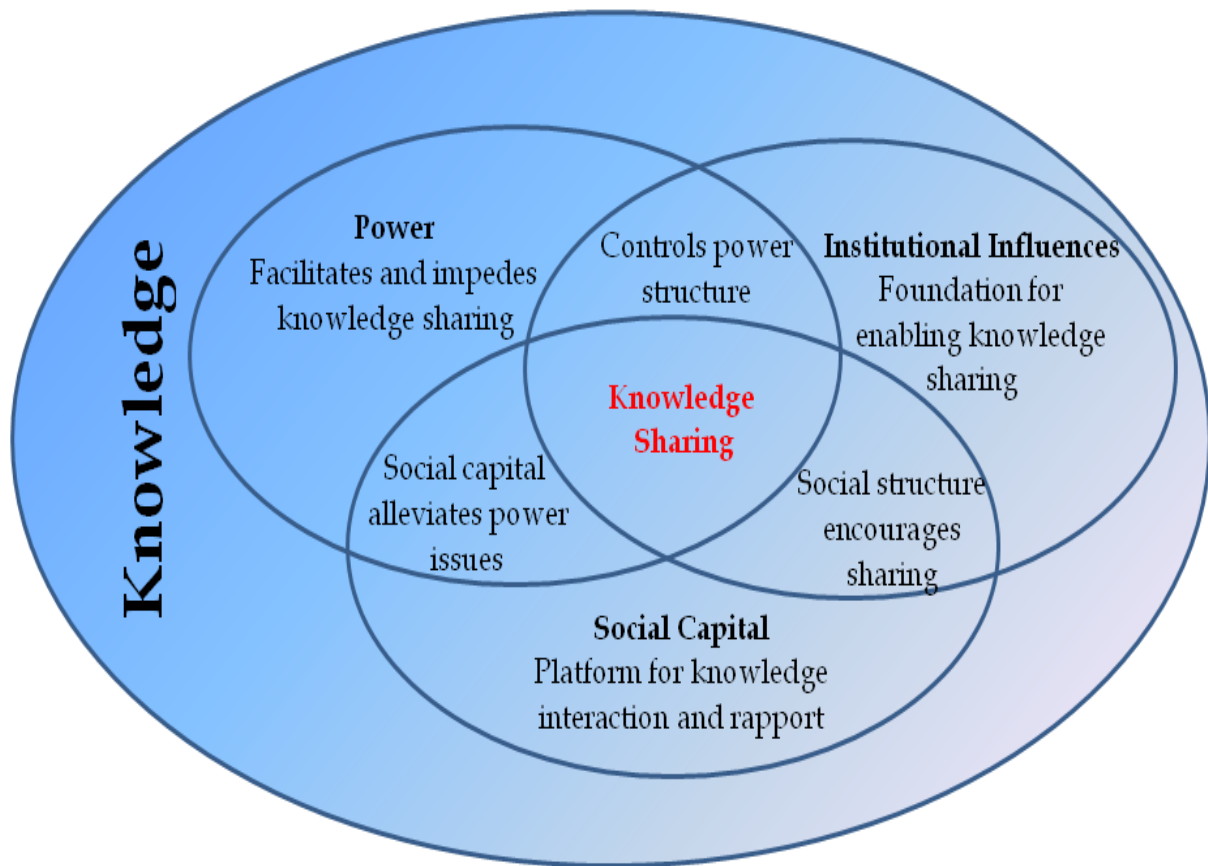 Knowledge
Power
Facilitates and impedes
knowledge sharing
Controls power
structure
Institutional Influences
Foundation for
enabling knowledge
sharing
Knowledge
Sharing
Social capital
alleviates power
issues
Social structure
encourages
sharing
Social Capital
Platform for knowledge
interaction and rapport